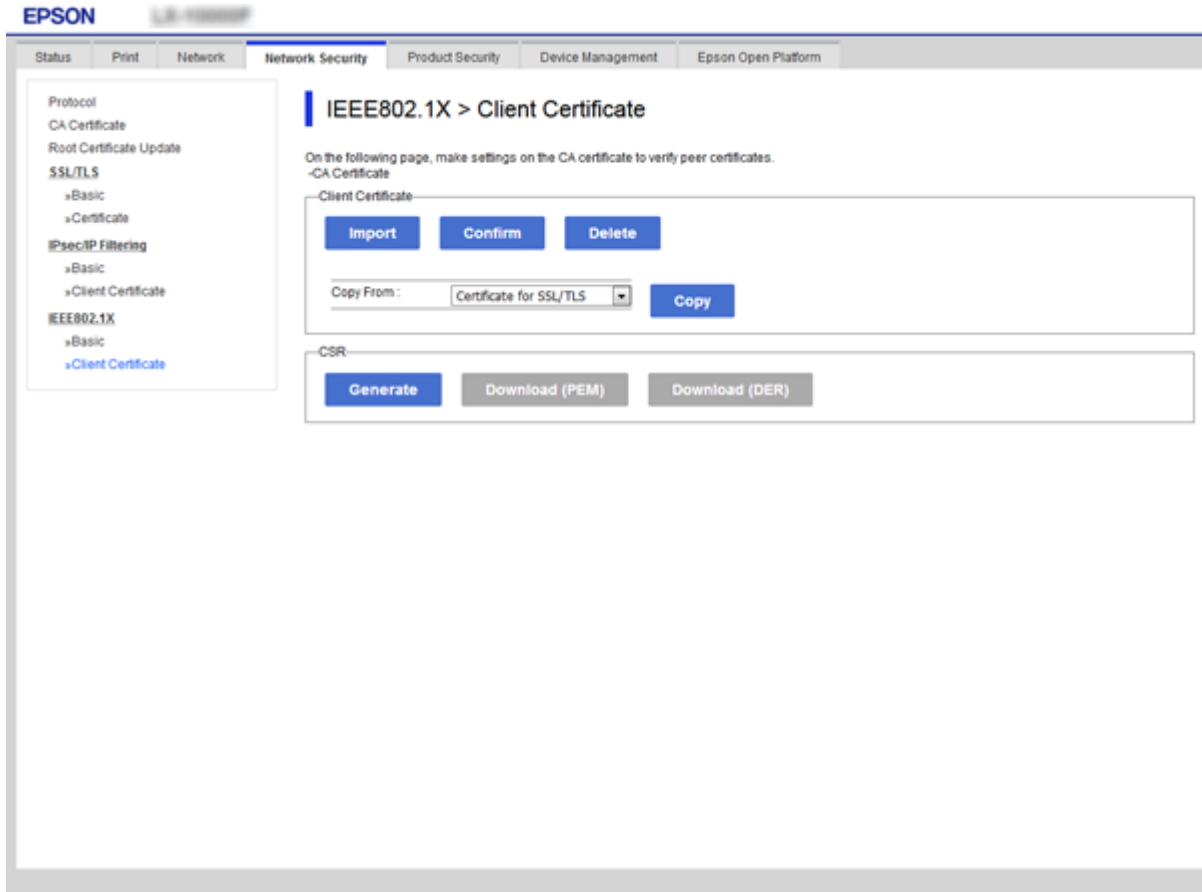 EPSON
Status Print Network Network Security Product Security Device Management Epson Open Platform
Protocol
CA Certificate
Root Certificate Update
SSL/TLS
»Basic
»Certificate
IPsec/IP Filtering
»Basic
»Client Certificate
IEEE802.1X
»Basic
»Client Certificate
IEEE802.1X > Client Certificate
On the following page, make settings on the CA certificate to verify peer certificates.
-CA Certificate
Client Certificate
Import Confirm Delete
Copy From : Certificate for SSL/TLS Copy
CSR
Generate Download (PEM) Download (DER)